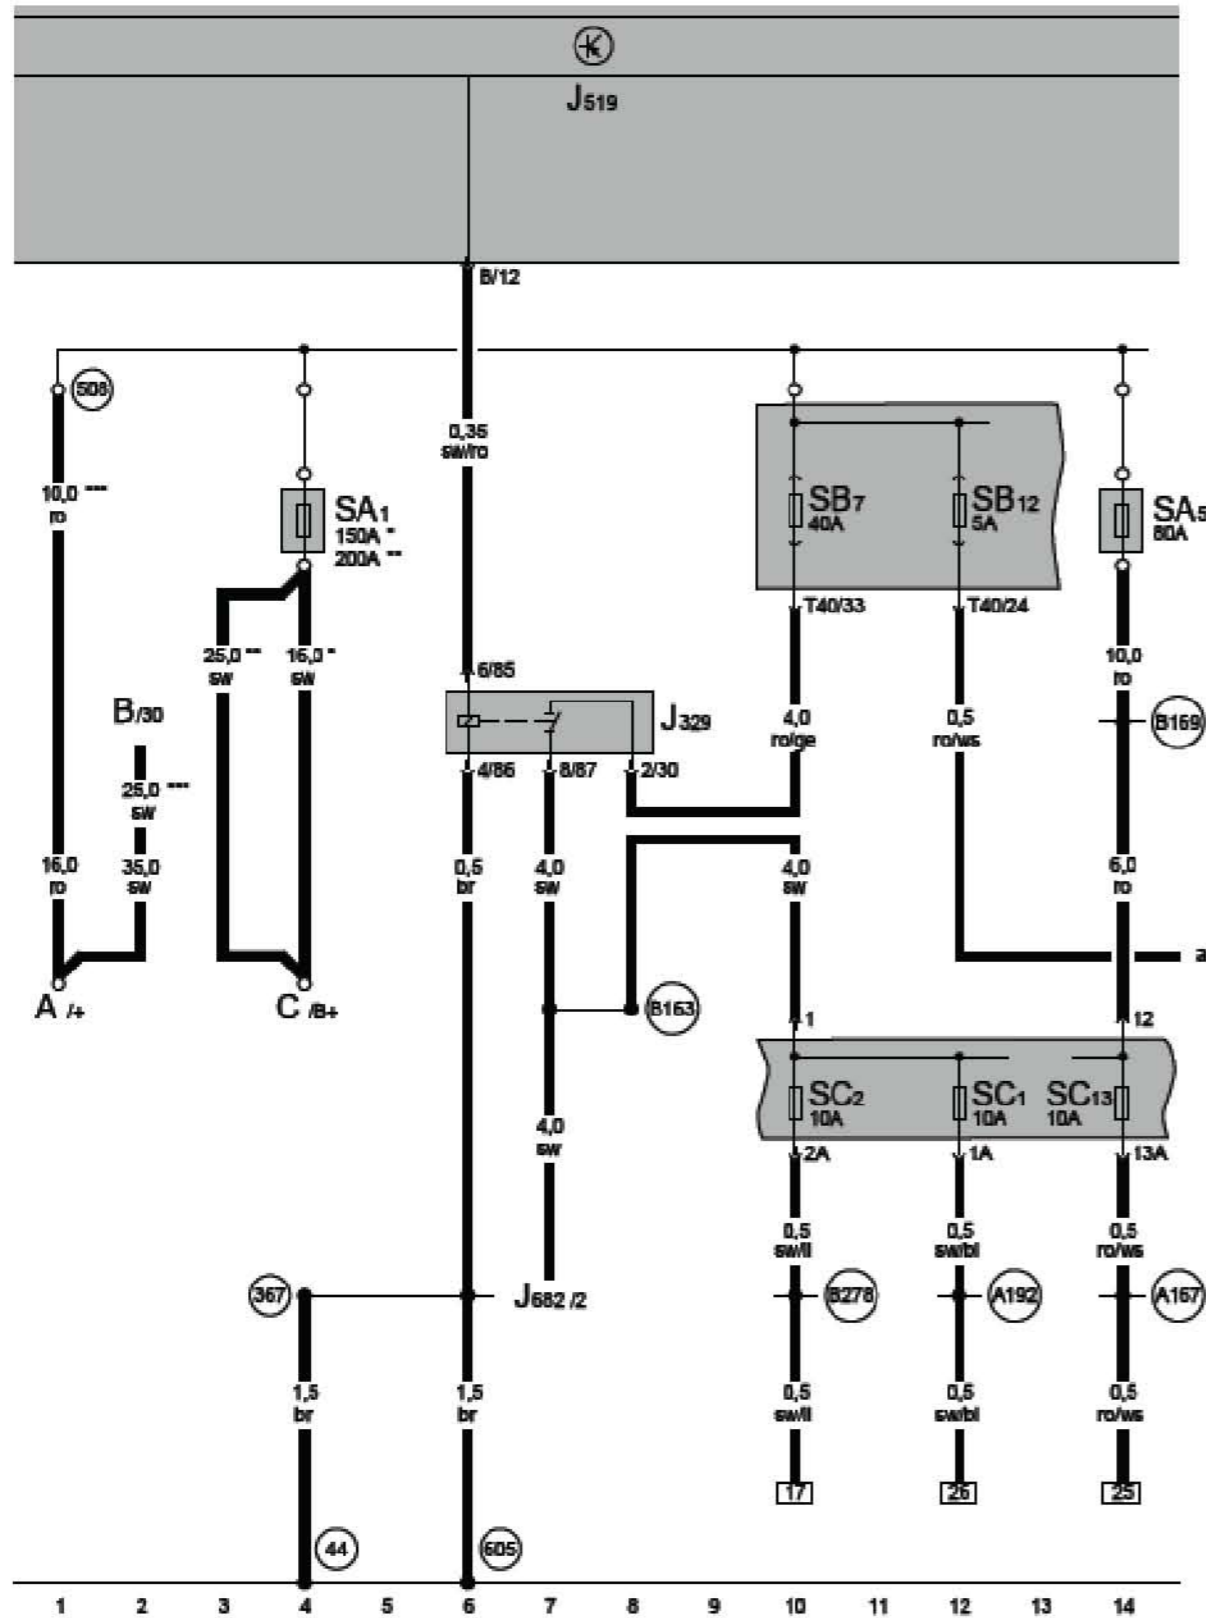 J519
B/12
508
0,35
sw/ro
10,0 ***
ro
SA1
150A *
200A **
SB7
40A
SB12
5A
SA5
T40/33
T40/24
25,0 **
sw
16,0 *
sw
6/85
10,0
ro
B/30
J329
4,0
ro/ge
0,5
ro/ws
B169
4/86
8/87
2/30
25,0 ***
sw
16,0
ro
35,0
sw
0,5
br
4,0
sw
4,0
sw
6,0
ro
a
A /+
C /B+
B163
1
12
SC2
10A
SC1
10A
SC13
10A
4,0
sw
2A
1A
13A
0,5
sw/li
0,5
sw/bl
0,5
ro/ws
367
J682 /2
B278
A192
A167
1,5
br
1,5
br
0,5
sw/li
0,5
sw/bl
0,5
ro/ws
17
26
25
44
605
1 2 3 4 5 6 7 8 9 10 11 12 13 14